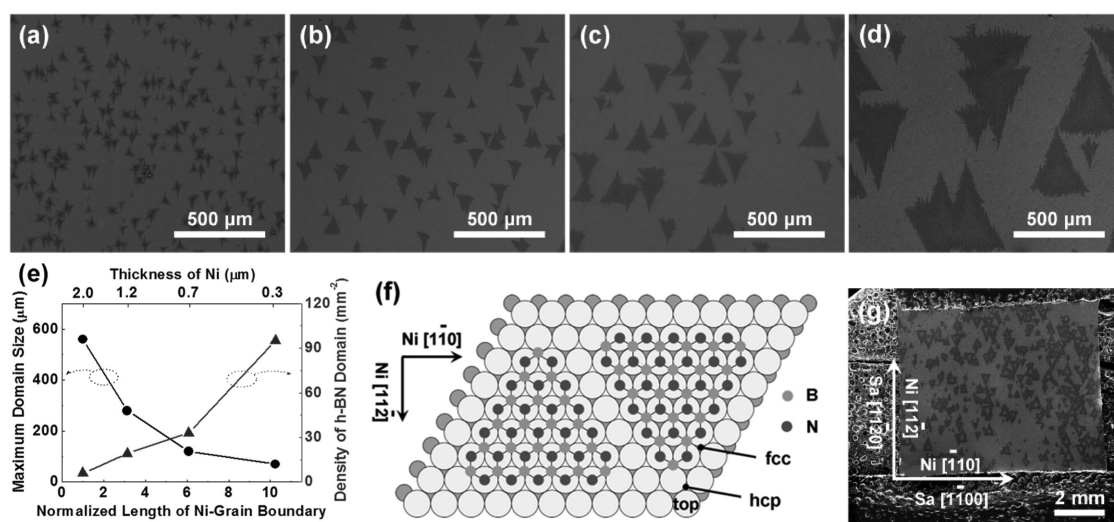 (a)
500 μm
(b)
500 μm
(c)
500 μm
(d)
500 μm
(e)
Thickness of Ni (μm)
2.0 1.2 0.7 0.3
Maximum Domain Size (μm)
600
400
200
0
Density of h-BN Domain (mm⁻²)
120
90
60
30
0
0 2 4 6 8 10
Normalized Length of Ni-Grain Boundary
(f)
Ni [11̄0]
Ni [112̄]
B
N
fcc
hcp
top
(g)
Sa [112̄0]
Ni [112̄]
Ni [1̄10]
Sa [11̄00]
2 mm